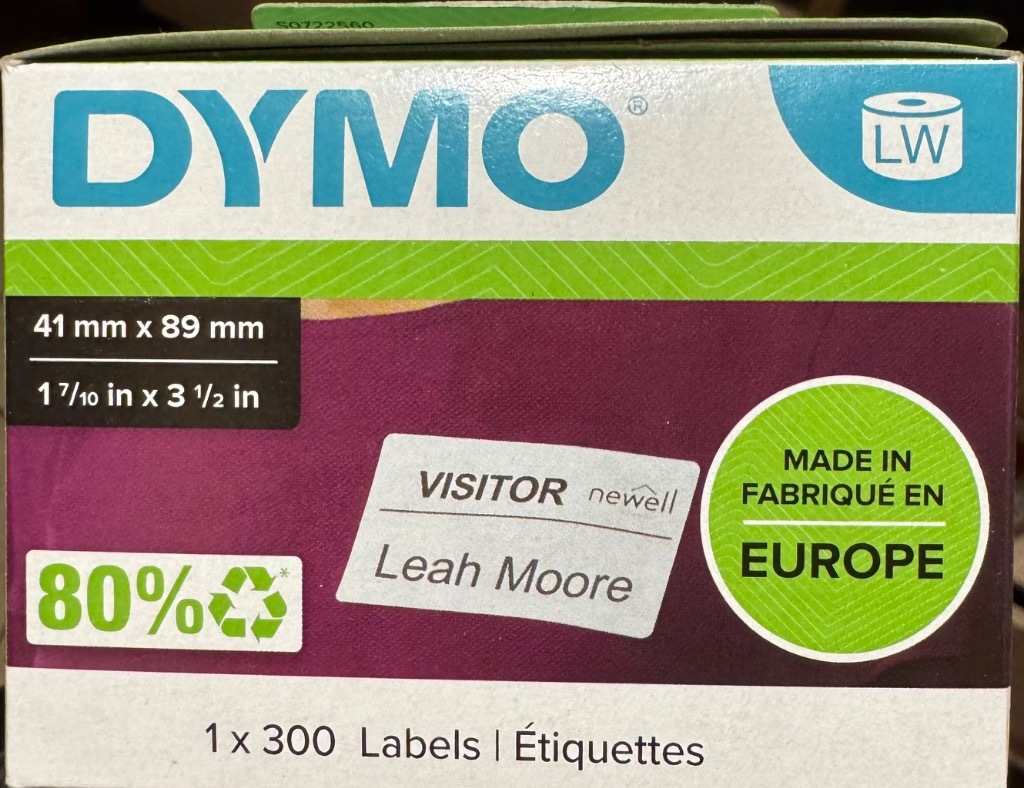 S0722560
DYMO®
LW
41 mm x 89 mm
1 7/10 in x 3 1/2 in
VISITOR newell
Leah Moore
MADE IN
FABRIQUÉ EN
EUROPE
80%*
1 x 300 Labels | Étiquettes